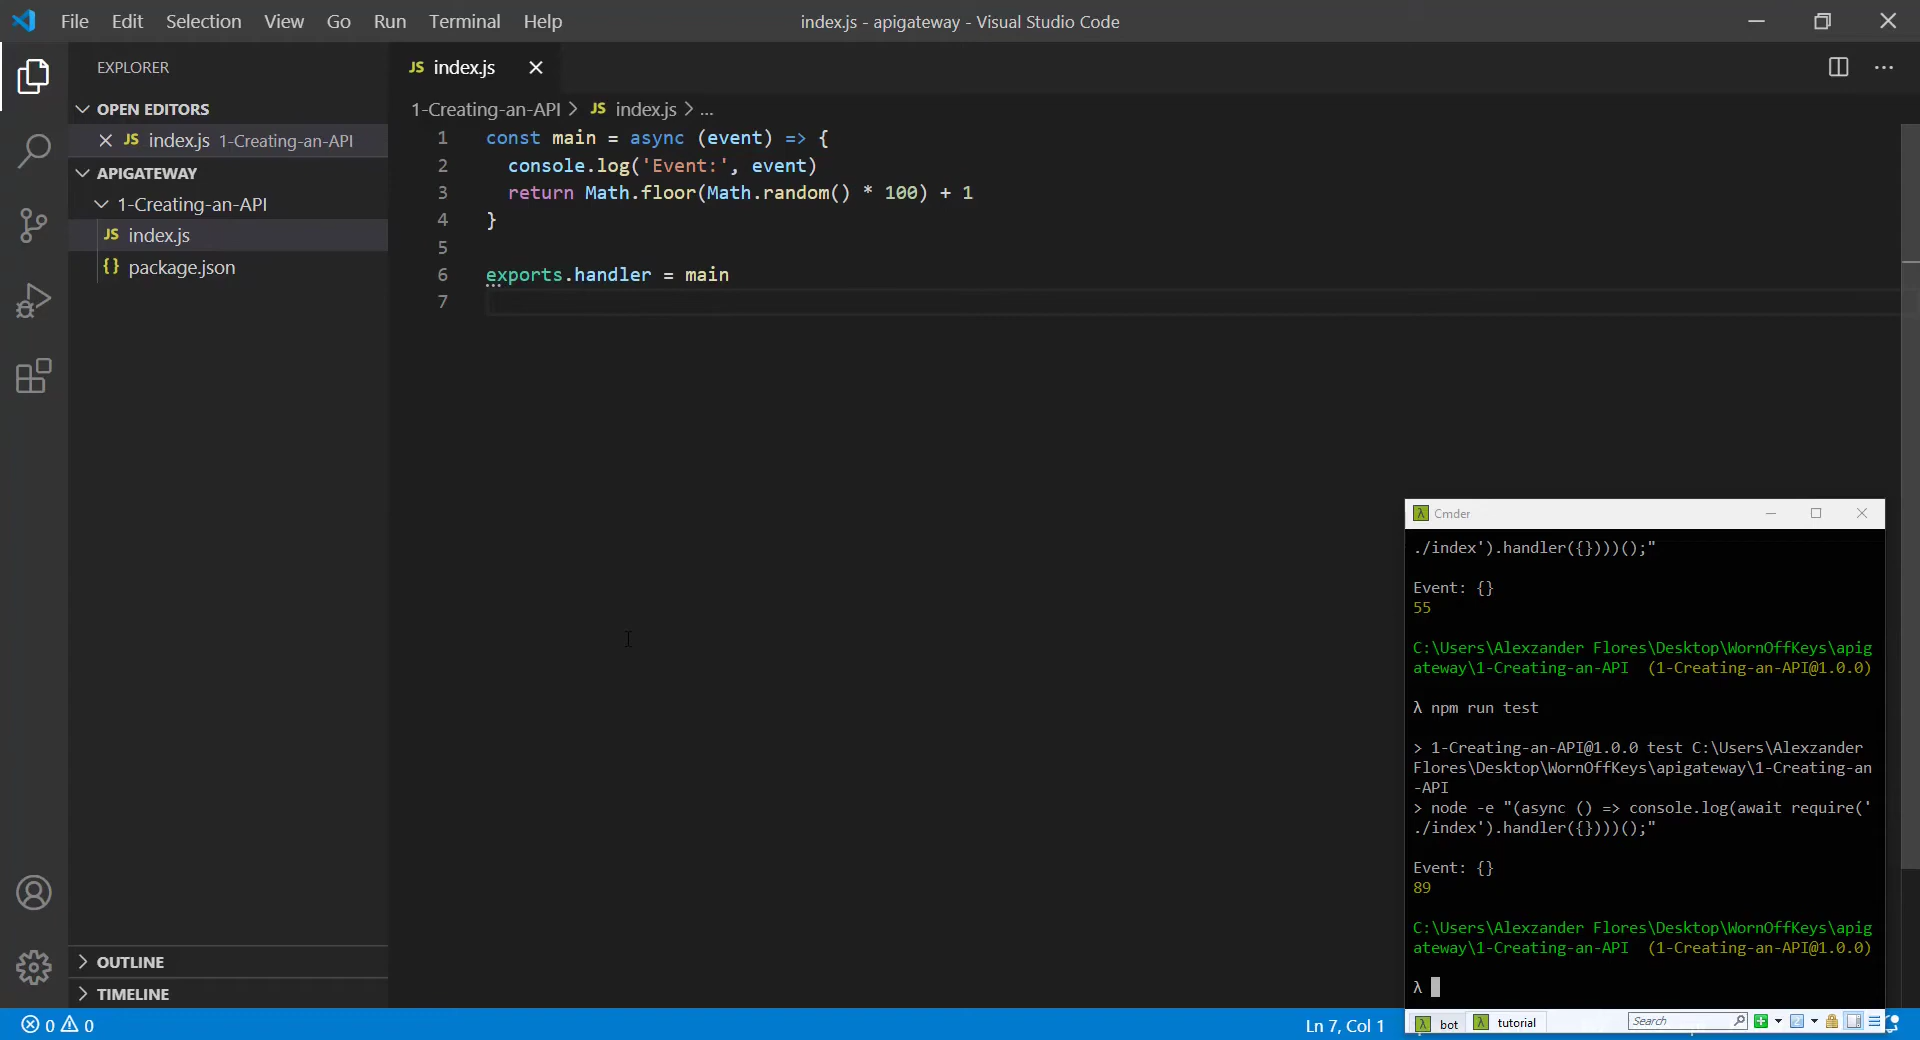 File Edit Selection View Go Run Terminal Help
index.js - apigateway - Visual Studio Code
EXPLORER
OPEN EDITORS
JS index.js 1-Creating-an-API
APIGATEWAY
1-Creating-an-API
JS index.js
{} package.json
OUTLINE
TIMELINE
JS index.js
1-Creating-an-API > JS index.js > ...
1 const main = async (event) => {
2 console.log('Event:', event)
3 return Math.floor(Math.random() * 100) + 1
4 }
5
6 exports.handler = main
7
Cmder
./index').handler({})))();"
Event: {}
55
C:\Users\Alexzander Flores\Desktop\WornOffKeys\apig
ateway\1-Creating-an-API (1-Creating-an-API@1.0.0)
λ npm run test
> 1-Creating-an-API@1.0.0 test C:\Users\Alexzander
Flores\Desktop\WornOffKeys\apigateway\1-Creating-an
-API
> node -e "(async () => console.log(await require('
./index').handler({})))();"
Event: {}
89
C:\Users\Alexzander Flores\Desktop\WornOffKeys\apig
ateway\1-Creating-an-API (1-Creating-an-API@1.0.0)
λ
λ bot λ tutorial Search
0 0
Ln 7, Col 1